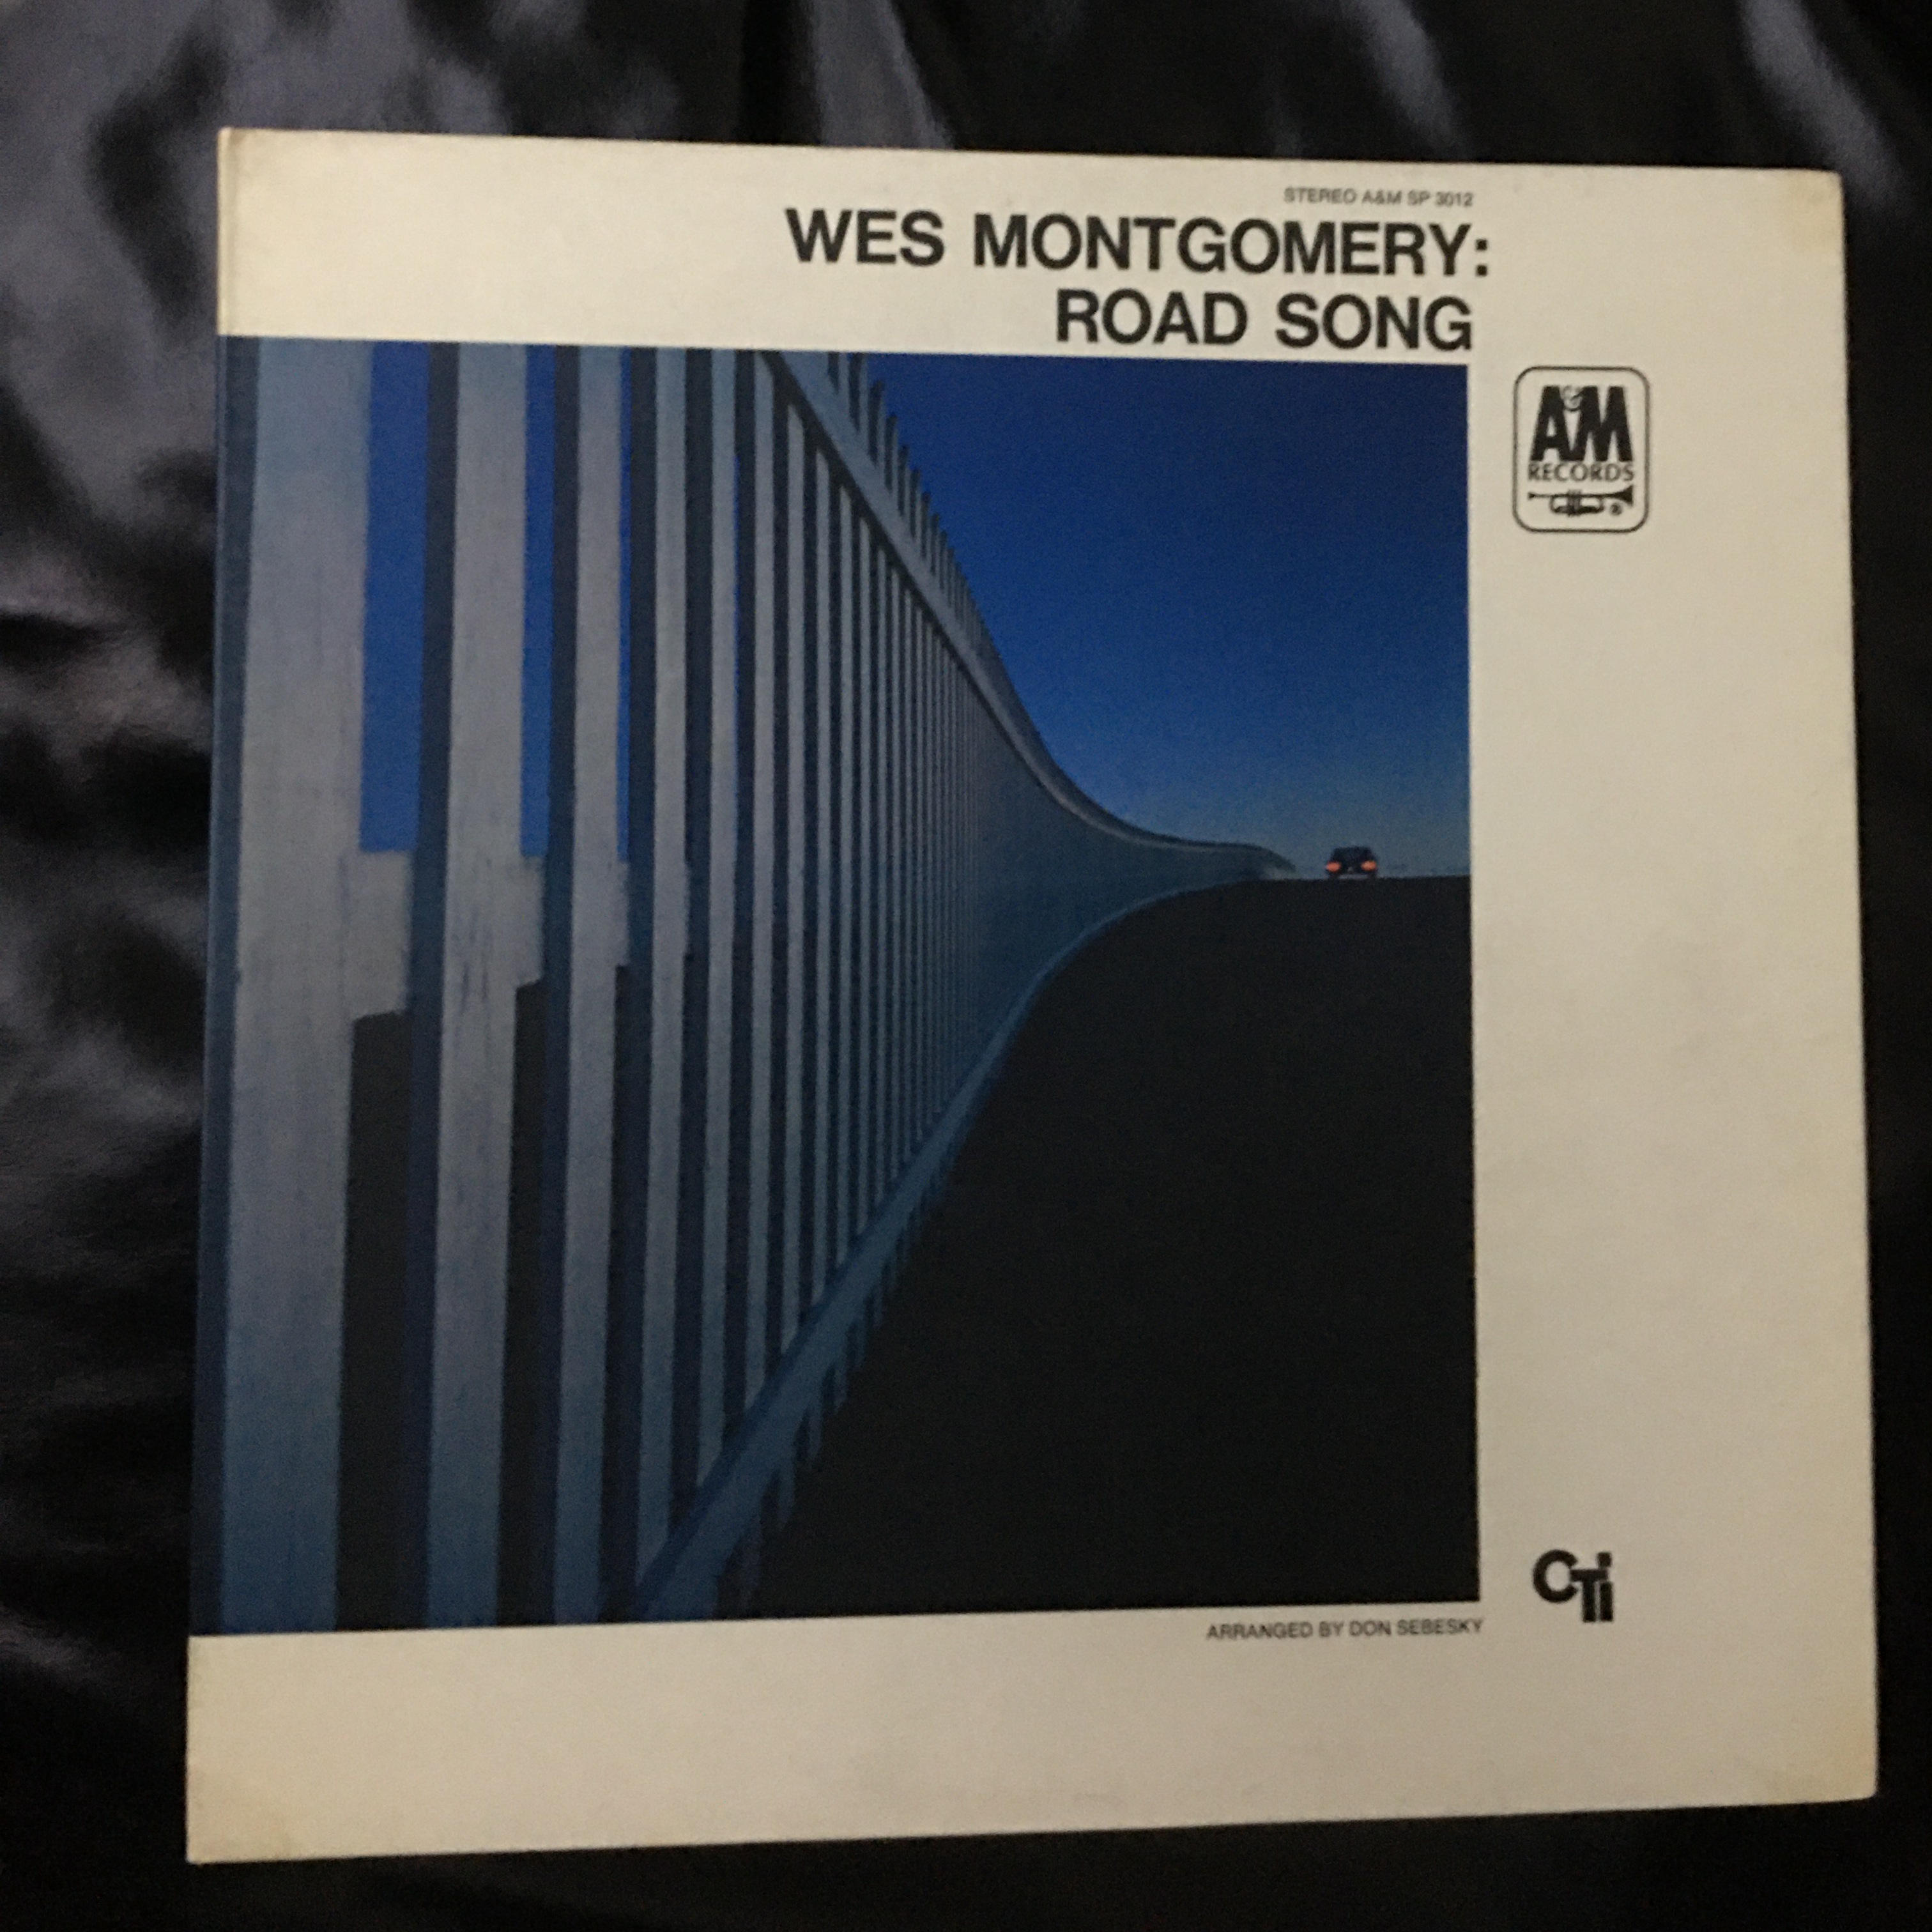 STEREO A&M SP 3012
WES MONTGOMERY:
ROAD SONG
A&M
RECORDS
®
CTi
ARRANGED BY DON SEBESKY